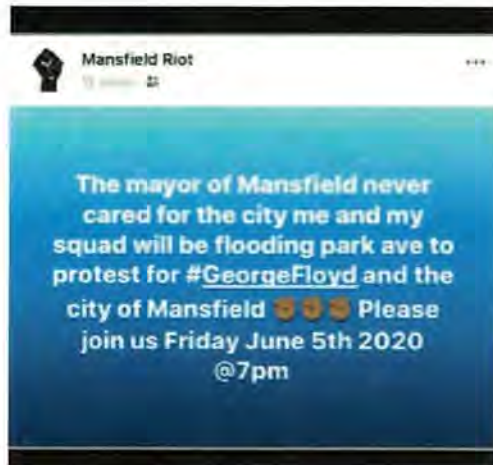 Mansfield Riot
The mayor of Mansfield never
cared for the city me and my
squad will be flooding park ave to
protest for #GeorgeFloyd and the
city of Mansfield ✊🏾✊🏾✊🏾 Please
join us Friday June 5th 2020
@7pm